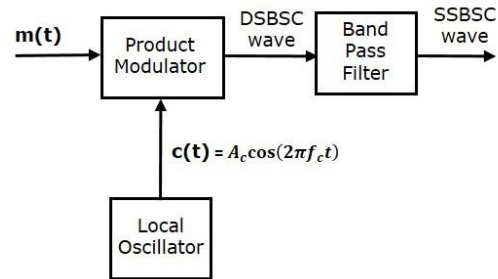 m(t)
Product
Modulator
DSBSC
wave
Band
Pass
Filter
SSBSC
wave
c(t) = A_c cos(2πf_c t)
Local
Oscillator